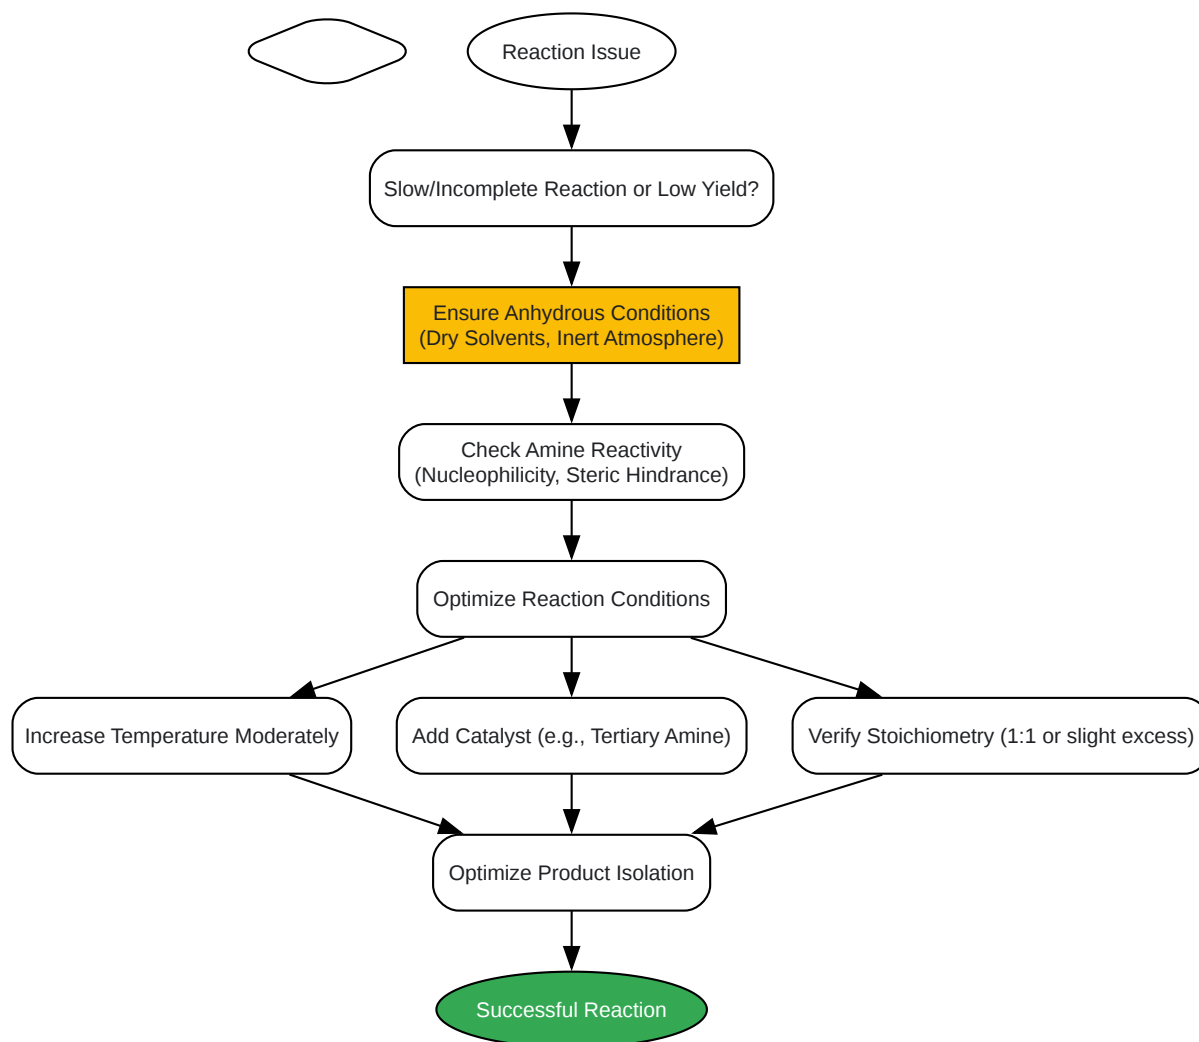 Reaction Issue
Slow/Incomplete Reaction or Low Yield?
Ensure Anhydrous Conditions
(Dry Solvents, Inert Atmosphere)
Check Amine Reactivity
(Nucleophilicity, Steric Hindrance)
Optimize Reaction Conditions
Increase Temperature Moderately
Add Catalyst (e.g., Tertiary Amine)
Verify Stoichiometry (1:1 or slight excess)
Optimize Product Isolation
Successful Reaction